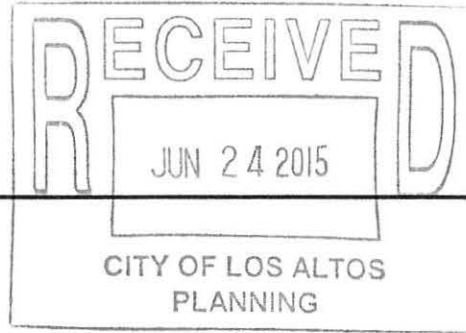 RECEIVED
JUN 24 2015
CITY OF LOS ALTOS
PLANNING